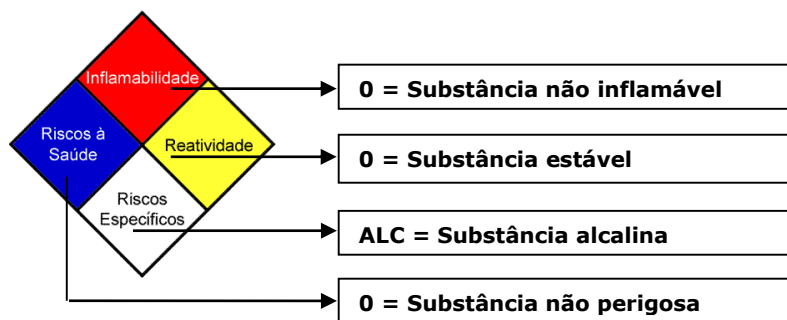 Inflamabilidade
0 = Substância não inflamável
Riscos à
Saúde
Reatividade
0 = Substância estável
Riscos
Específicos
ALC = Substância alcalina
0 = Substância não perigosa